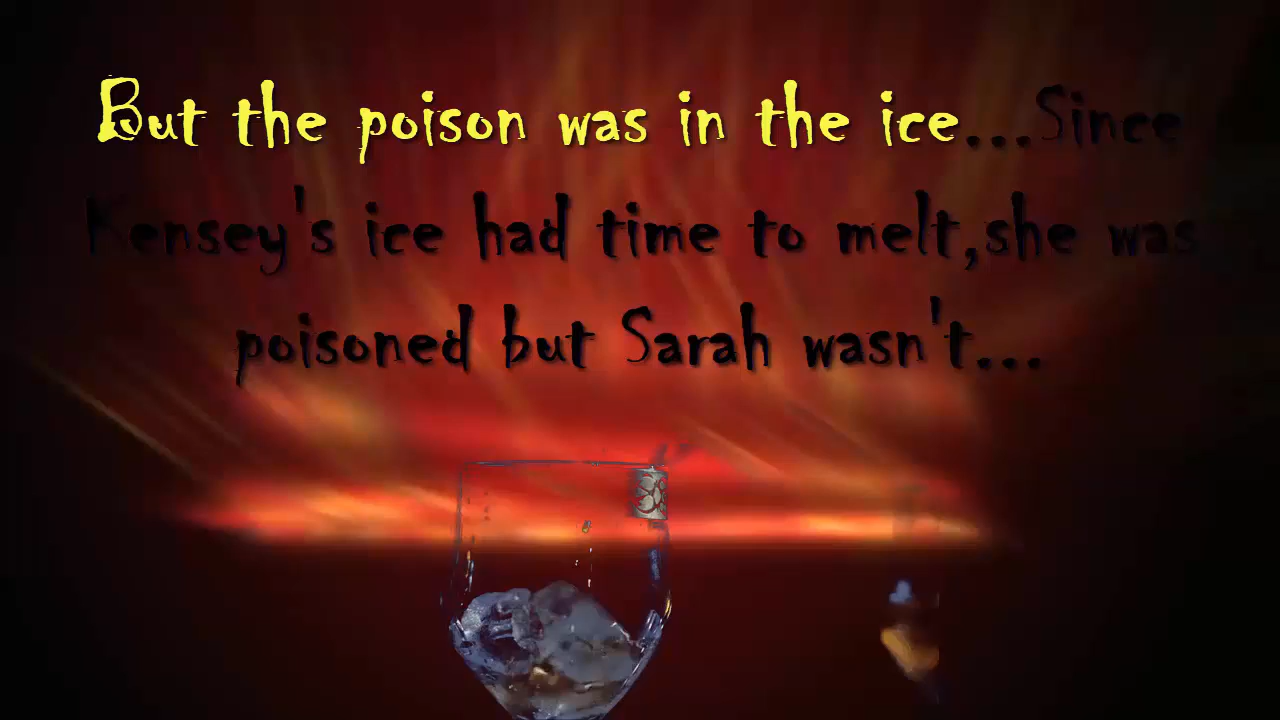 But the poison was in the ice...Since
Kensey's ice had time to melt,she was
poisoned but Sarah wasn't...